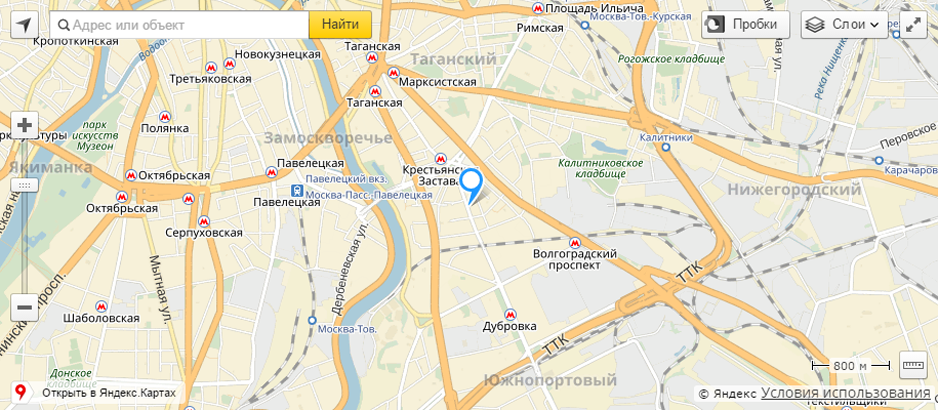 Адрес или объект
Найти
Площадь Ильича
Москва-Тов.-Курская
Пробки
Слои
Кропоткинская
Новокузнецкая
Таганская
Римская
Таганский
Рогожское кладбище
Третьяковская
Марксистская
Таганская
Река Нищенка
Полянка
парк
искусств
Музеон
Замоскворечье
Калитники
Перовское
Якиманка
Павелецкая
Крестьянская
Застава
Калитниковское
кладбище
Карачарово
Октябрьская
Павелецкий вкз.
Москва-Пасс.-Павелецкая
Нижегородский
Октябрьская
Павелецкая
Серпуховская
Дербеневская ул.
Волгоградский
проспект
Мытная ул.
ТТК
Шаболовская
Москва-Тов.
Дубровка
ТТК
Донское
кладбище
Южнопортовый
800 м
Открыть в Яндекс.Картах
© Яндекс Условия использования